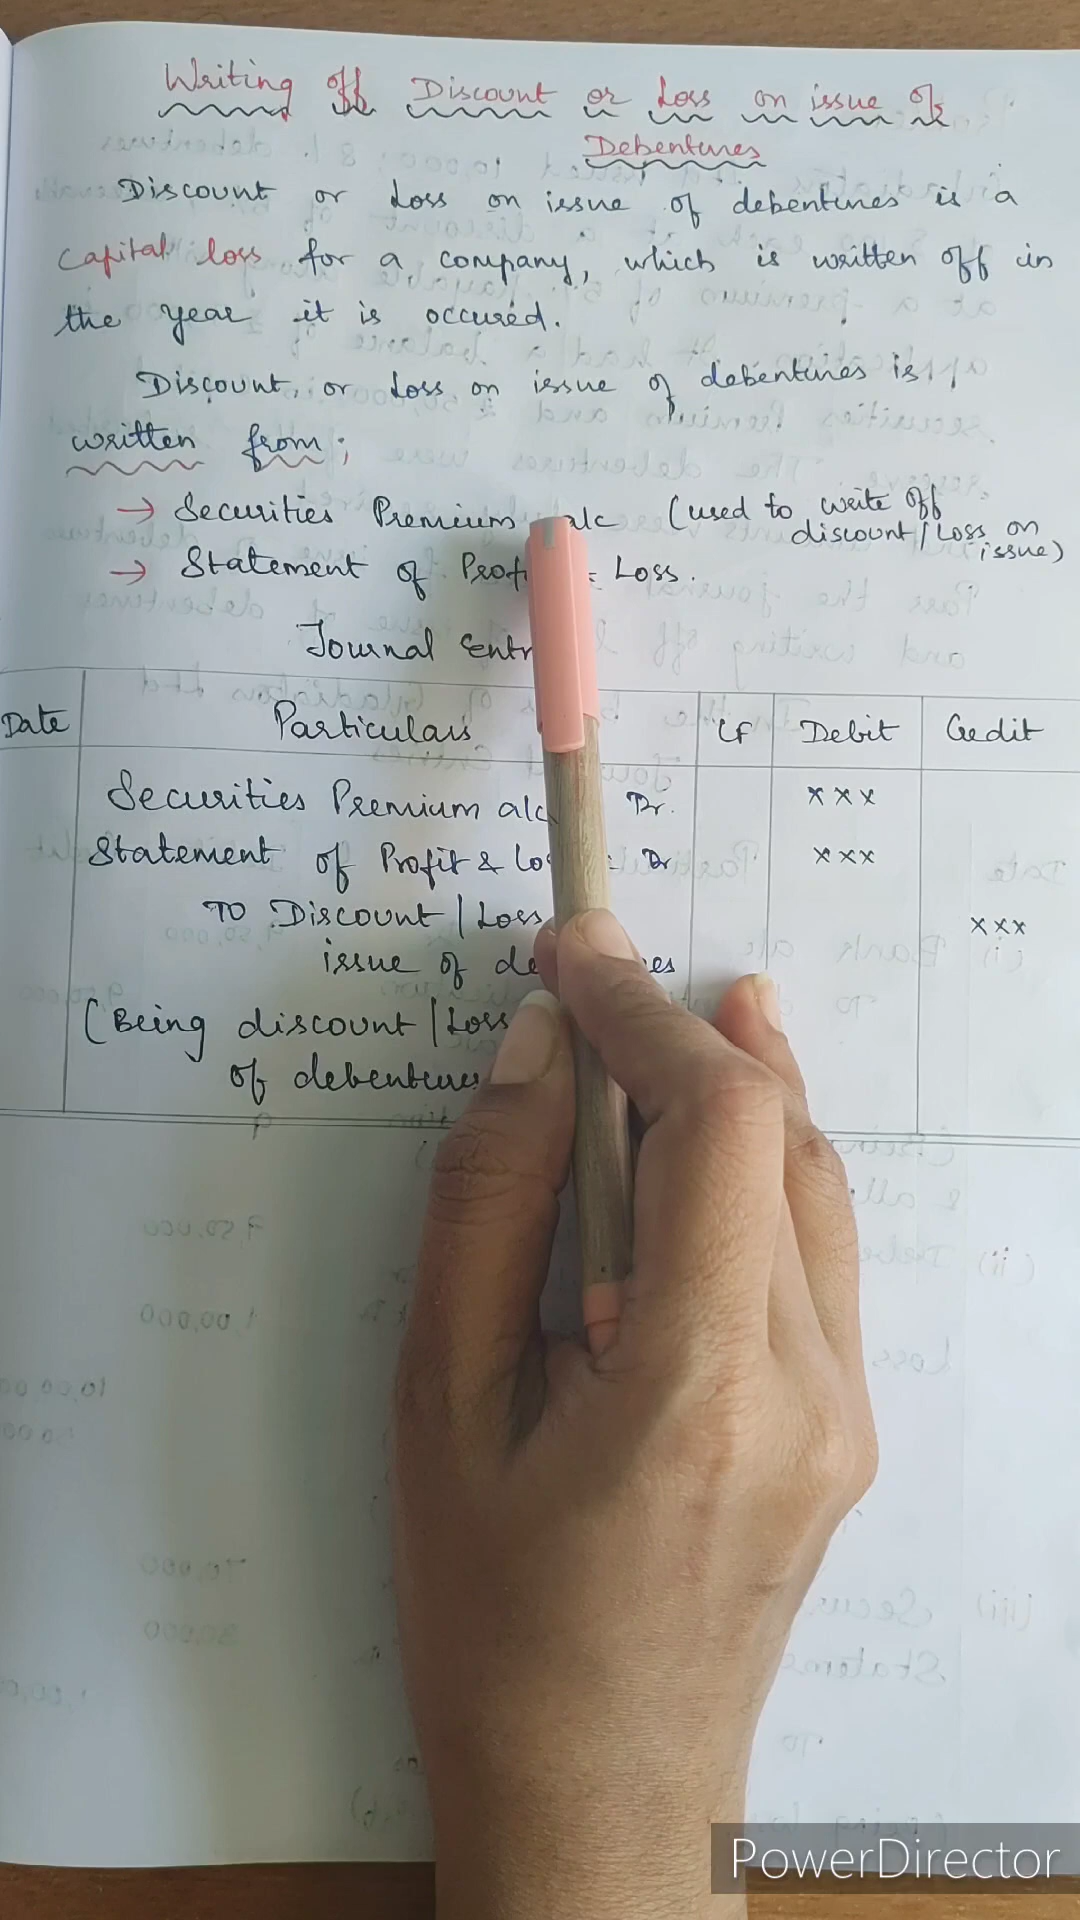 Writing off Discount or Loss on issue of
Debentures
Discount or Loss on issue of debentures is a
capital loss for a company, which is written off in
the year it is occured.
Discount, or Loss on issue of debentures is
written from;
→ Securities Premium a/c (used to write off
discount/Loss on
issue)
→ Statement of Loss.
Journal
Date Particulars LF Debit Credit
Securities Premium a/c Dr. xxx
Statement of Profit & Dr xxx
TO Discount / Loss xxx
issue of
(Being discount / Loss
of debentures
PowerDirector